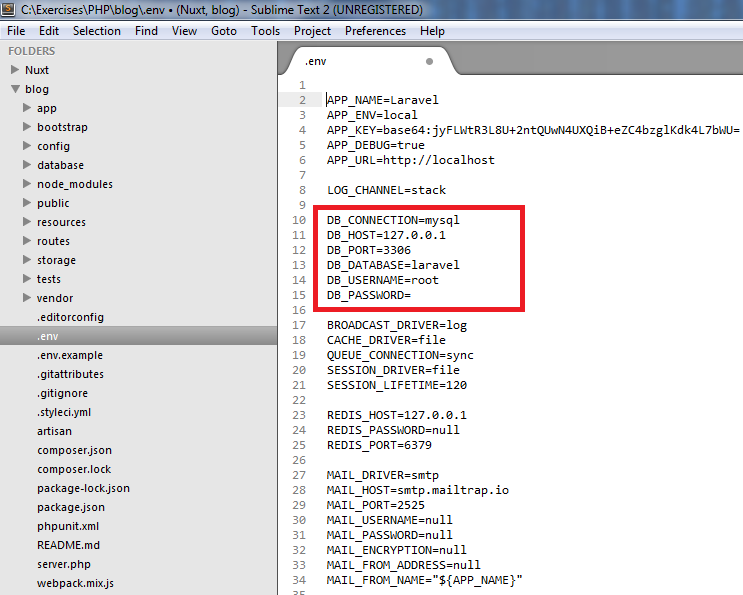 C:\Exercises\PHP\blog\.env • (Nuxt, blog) - Sublime Text 2 (UNREGISTERED)
File Edit Selection Find View Goto Tools Project Preferences Help
FOLDERS
Nuxt
blog
app
bootstrap
config
database
node_modules
public
resources
routes
storage
tests
vendor
.editorconfig
.env
.env.example
.gitattributes
.gitignore
.styleci.yml
artisan
composer.json
composer.lock
package-lock.json
package.json
phpunit.xml
README.md
server.php
webpack.mix.js
.env
1
2 APP_NAME=Laravel
3 APP_ENV=local
4 APP_KEY=base64:jyFLWtR3L8U+2ntQUwN4UXQiB+eZC4bzglKdk4L7bWU=
5 APP_DEBUG=true
6 APP_URL=http://localhost
7
8 LOG_CHANNEL=stack
9
10 DB_CONNECTION=mysql
11 DB_HOST=127.0.0.1
12 DB_PORT=3306
13 DB_DATABASE=laravel
14 DB_USERNAME=root
15 DB_PASSWORD=
16
17 BROADCAST_DRIVER=log
18 CACHE_DRIVER=file
19 QUEUE_CONNECTION=sync
20 SESSION_DRIVER=file
21 SESSION_LIFETIME=120
22
23 REDIS_HOST=127.0.0.1
24 REDIS_PASSWORD=null
25 REDIS_PORT=6379
26
27 MAIL_DRIVER=smtp
28 MAIL_HOST=smtp.mailtrap.io
29 MAIL_PORT=2525
30 MAIL_USERNAME=null
31 MAIL_PASSWORD=null
32 MAIL_ENCRYPTION=null
33 MAIL_FROM_ADDRESS=null
34 MAIL_FROM_NAME="${APP_NAME}"
35